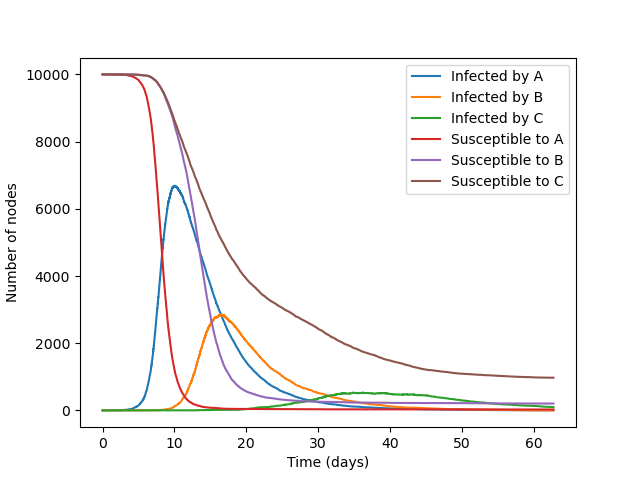 10000
8000
6000
4000
2000
0
Number of nodes
0 10 20 30 40 50 60
Time (days)
Infected by A
Infected by B
Infected by C
Susceptible to A
Susceptible to B
Susceptible to C